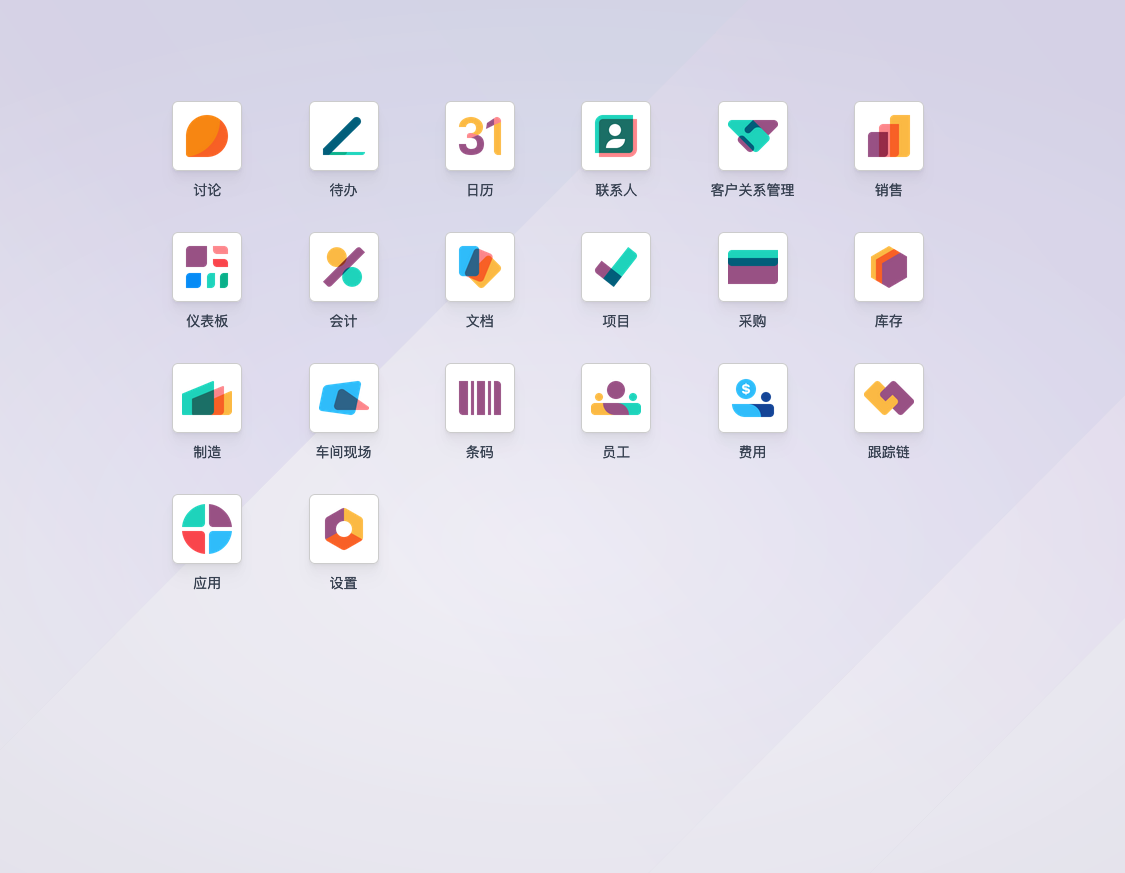 31
讨论
待办
日历
联系人
客户关系管理
销售
仪表板
会计
文档
项目
采购
库存
$
制造
车间现场
条码
员工
费用
跟踪链
应用
设置